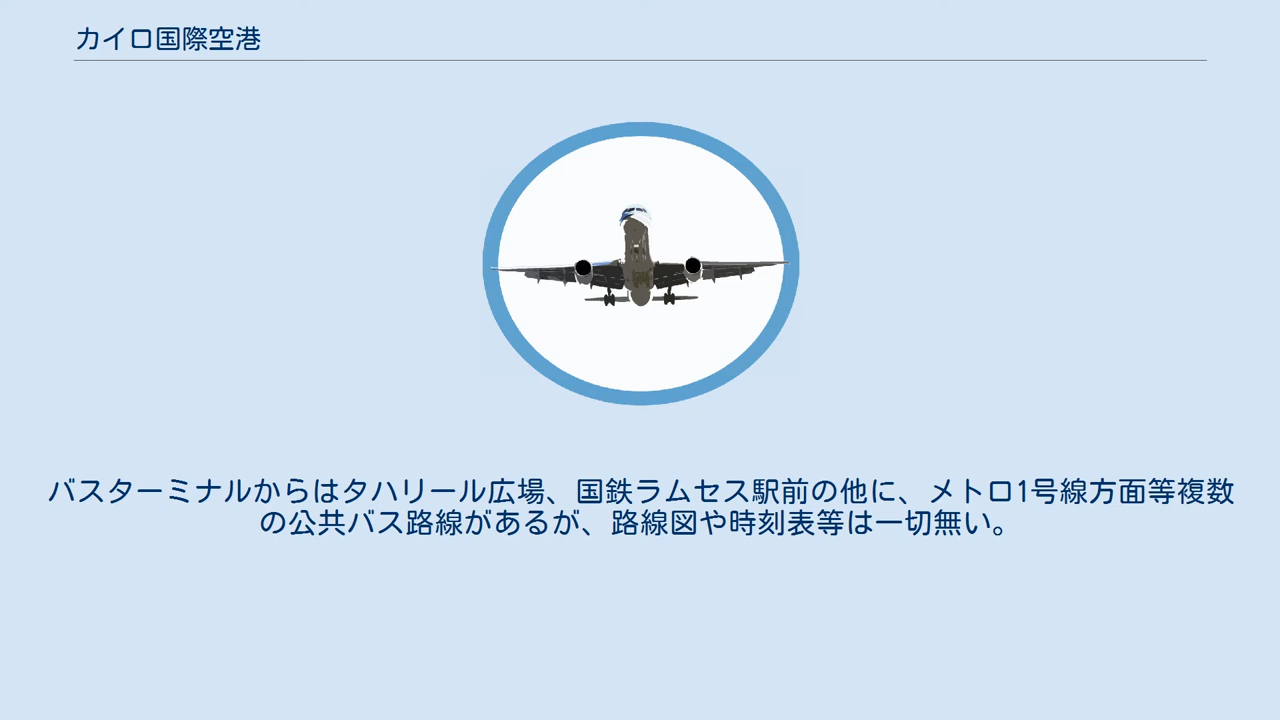 カイロ国際空港
バスターミナルからはタハリール広場、国鉄ラムセス駅前の他に、メトロ1号線方面等複数
の公共バス路線があるが、路線図や時刻表等は一切無い。